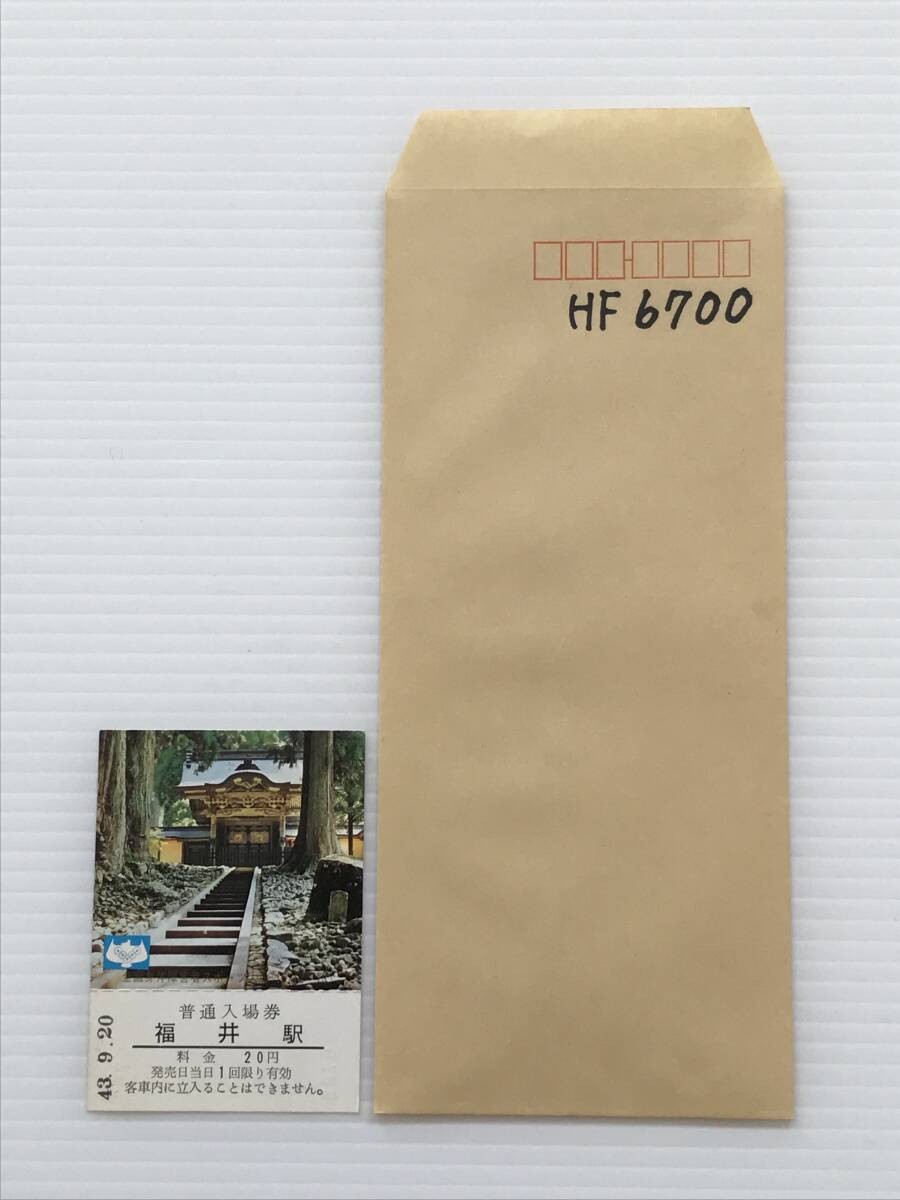 HF 6700
普通入場券
福井駅
料金 20円
発売日当日1回限り有効
客車内に立入ることはできません。
43.9.20